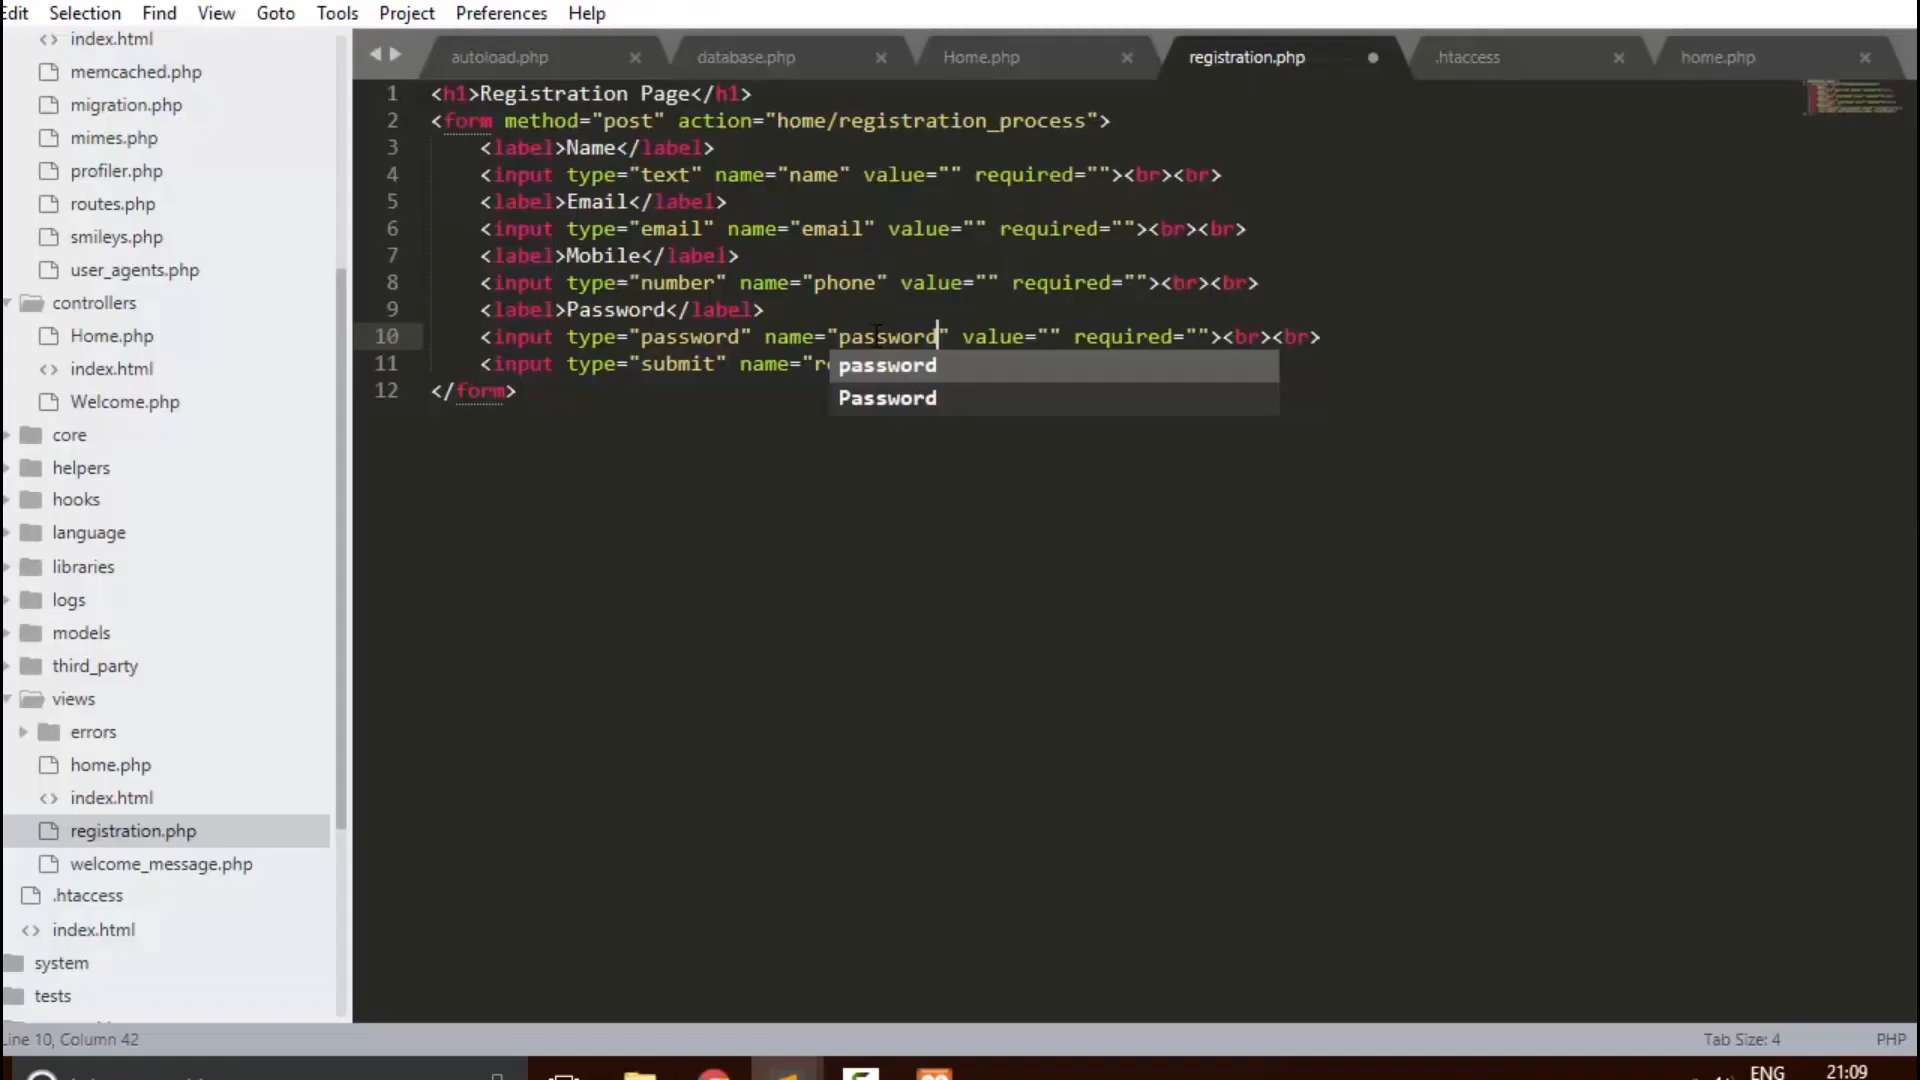 Edit Selection Find View Goto Tools Project Preferences Help
index.html
memcached.php
migration.php
mimes.php
profiler.php
routes.php
smileys.php
user_agents.php
controllers
Home.php
index.html
Welcome.php
core
helpers
hooks
language
libraries
logs
models
third_party
views
errors
home.php
index.html
registration.php
welcome_message.php
.htaccess
index.html
system
tests
autoload.php database.php Home.php registration.php .htaccess home.php
1 <h1>Registration Page</h1>
2 <form method="post" action="home/registration_process">
3 <label>Name</label>
4 <input type="text" name="name" value="" required=""><br><br>
5 <label>Email</label>
6 <input type="email" name="email" value="" required=""><br><br>
7 <label>Mobile</label>
8 <input type="number" name="phone" value="" required=""><br><br>
9 <label>Password</label>
10 <input type="password" name="password" value="" required=""><br><br>
11 <input type="submit" name="r
12 </form>
password
Password
Line 10, Column 42 Tab Size: 4 PHP
ENG 21:09